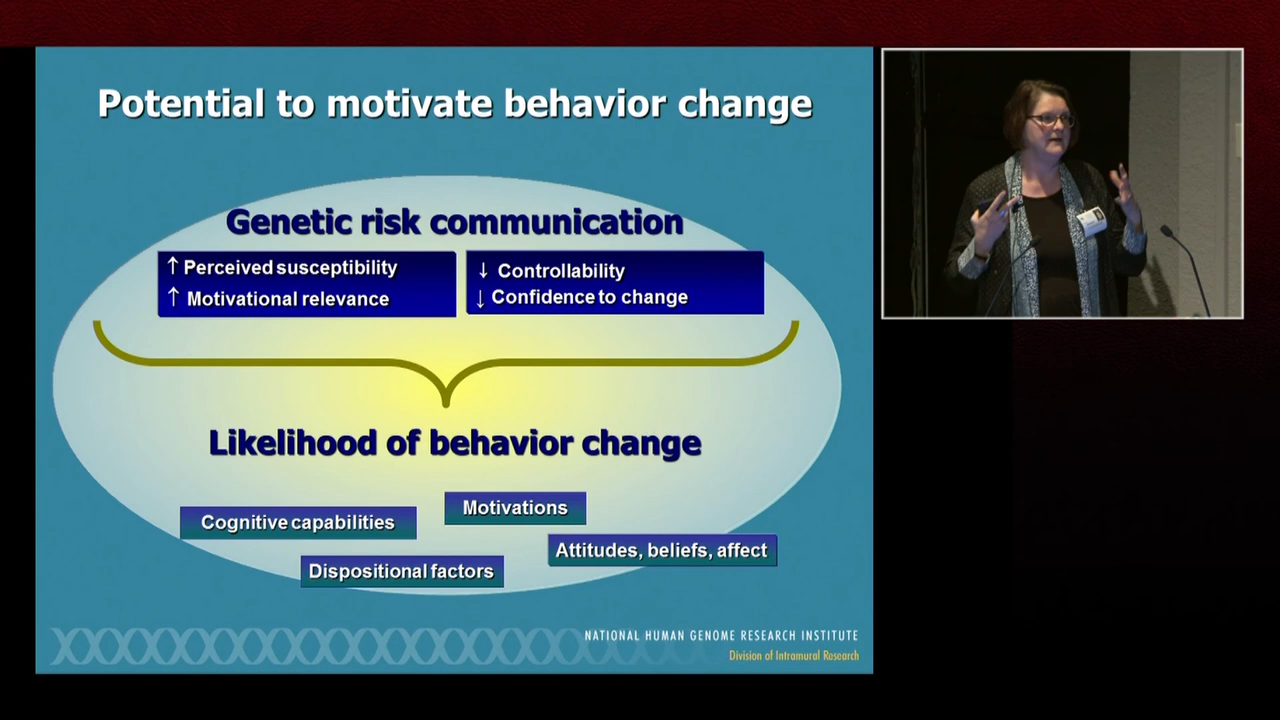 Potential to motivate behavior change
Genetic risk communication
↑ Perceived susceptibility
↑ Motivational relevance
↓ Controllability
↓ Confidence to change
Likelihood of behavior change
Motivations
Cognitive capabilities
Attitudes, beliefs, affect
Dispositional factors
NATIONAL HUMAN GENOME RESEARCH INSTITUTE
Division of Intramural Research